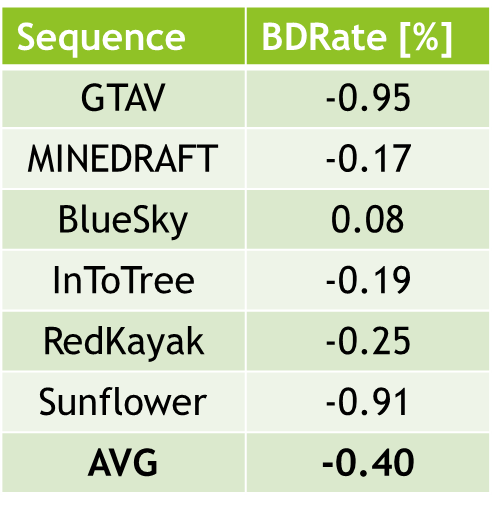 Sequence BDRate [%]
GTAV -0.95
MINEDRAFT -0.17
BlueSky 0.08
InToTree -0.19
RedKayak -0.25
Sunflower -0.91
AVG -0.40